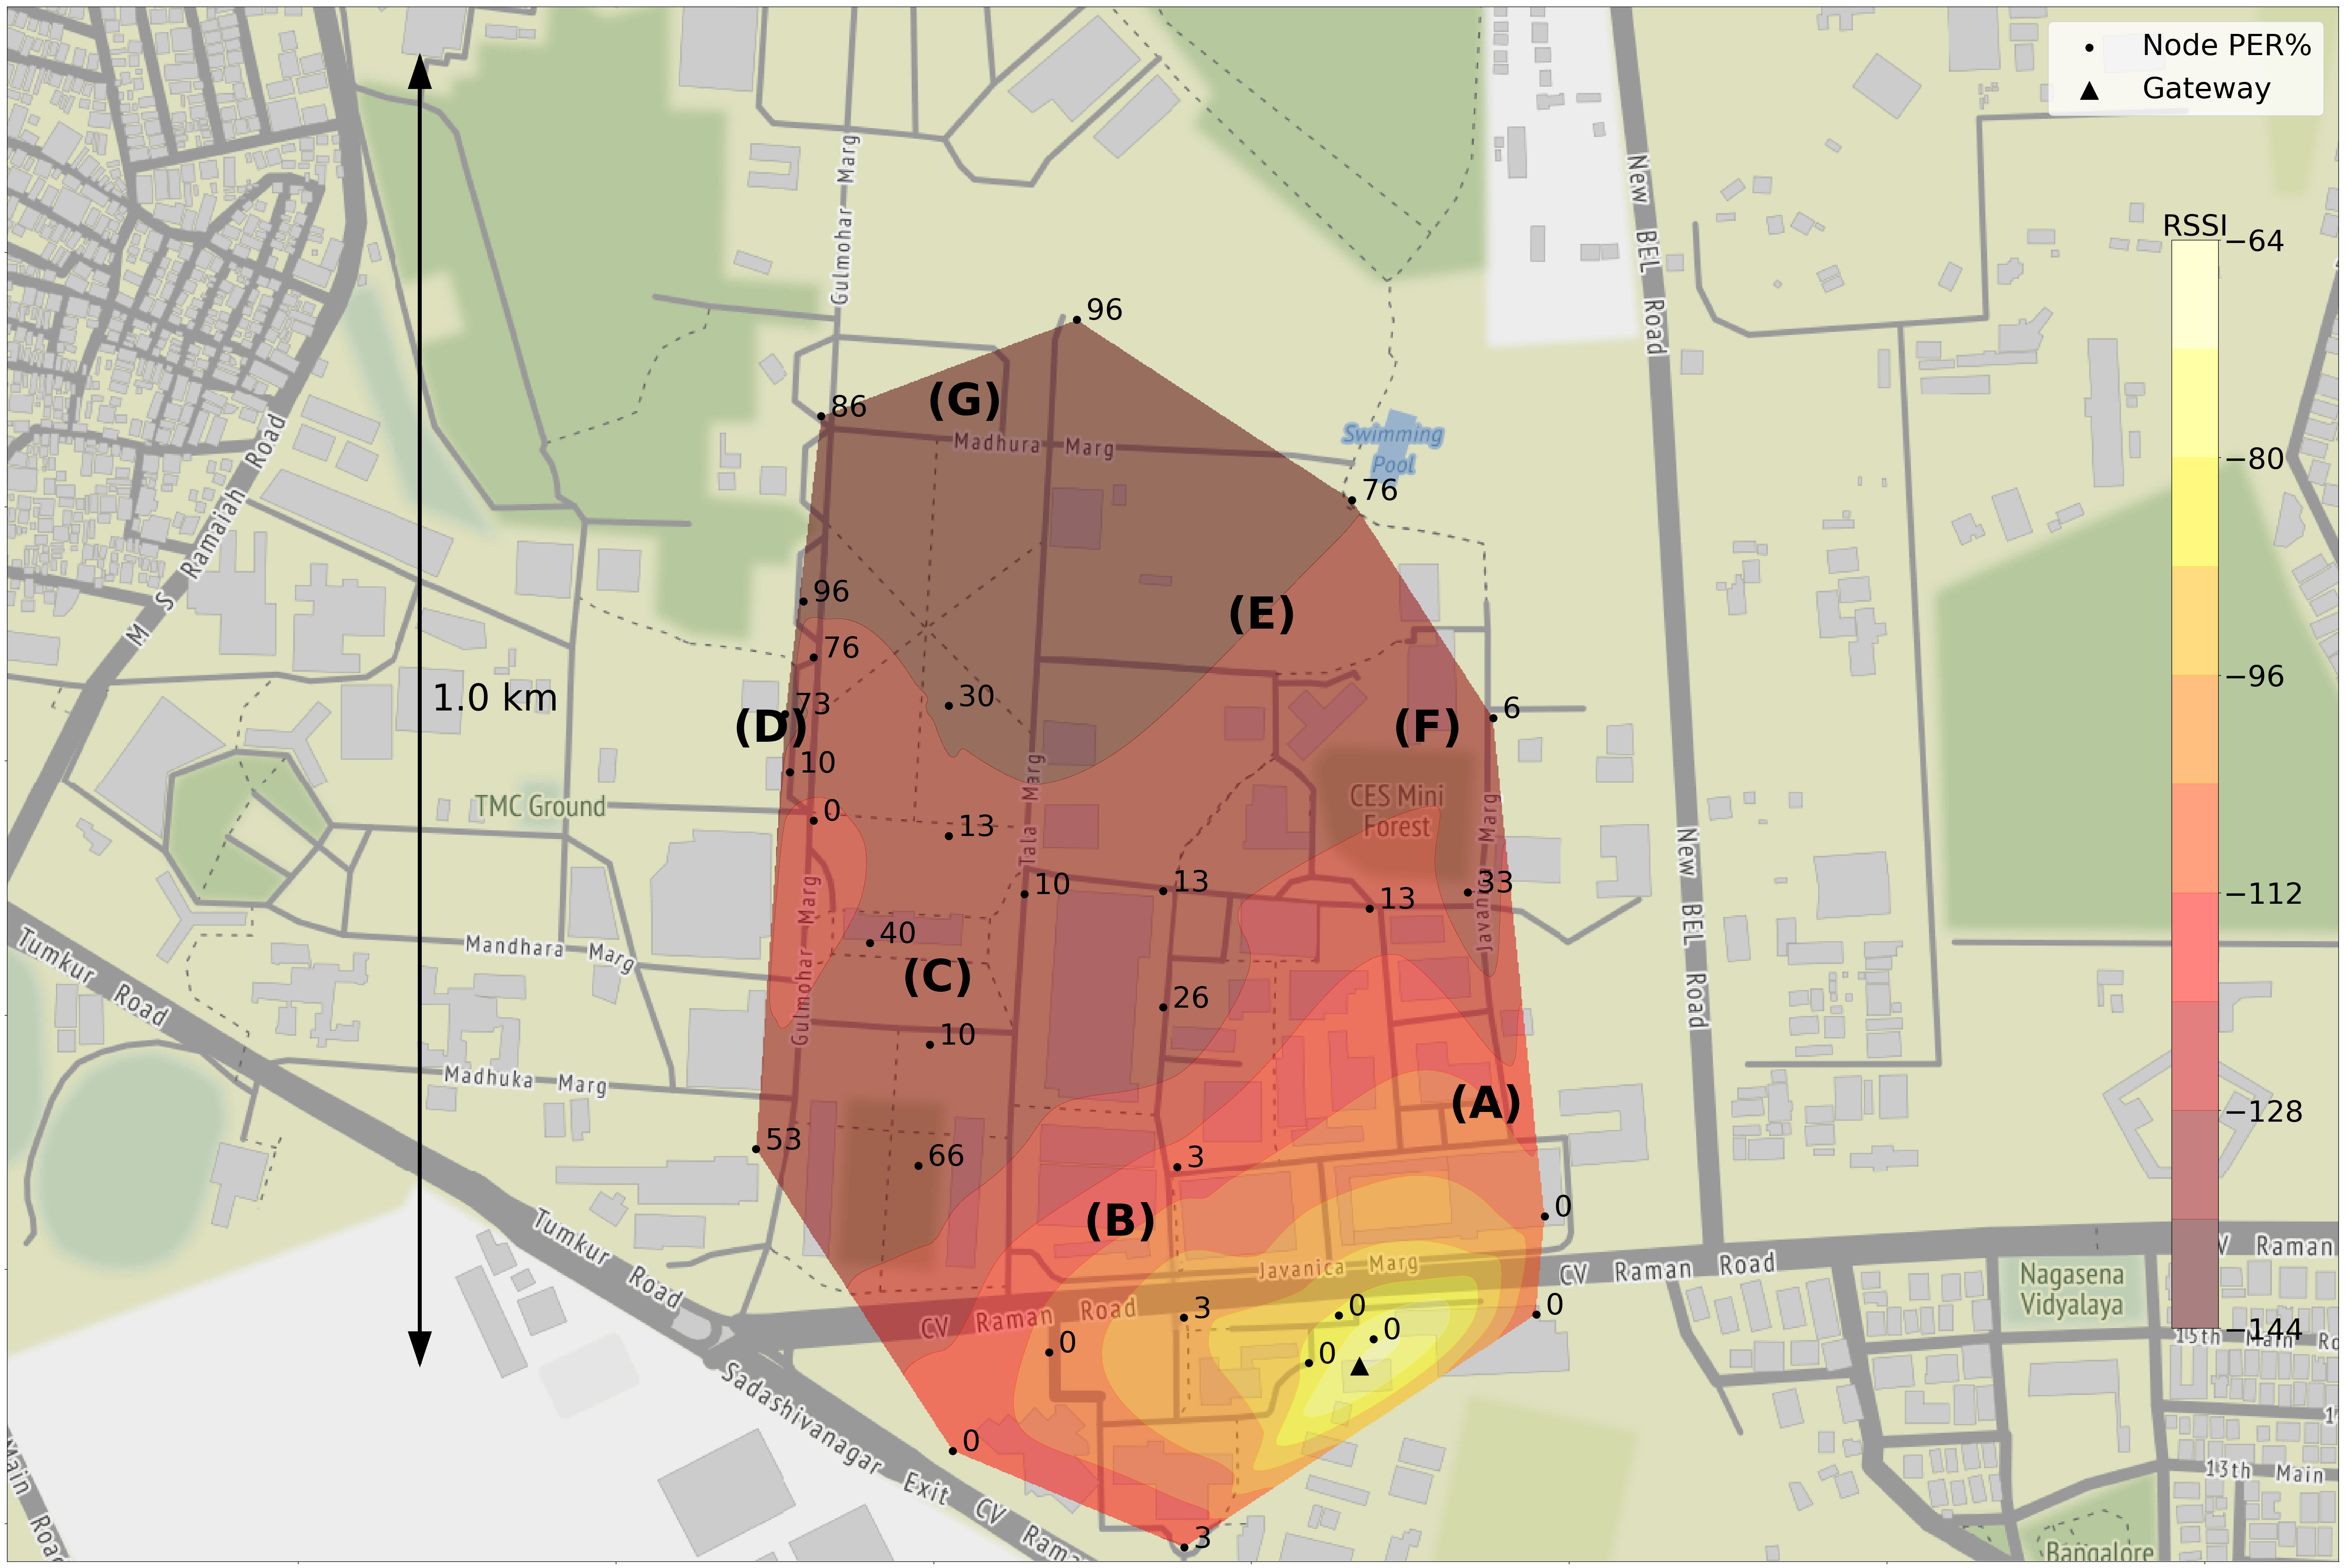 Node PER%
Gateway
RSSI
−64
−80
−96
−112
−128
−144
1.0 km
Gulmohar Marg
New BEL Road
96
86
(G)
Madhura Marg
Swimming
Pool
76
M S Ramaiah Road
96
(E)
76
30
73
(D)
(F)
6
10
TMC Ground
0
13
Tala Marg
CES Mini
Forest
Javanica Marg
10
13
13
33
New BEL Road
Gulmohar Marg
40
Mandhara Marg
(C)
26
10
Tumkur Road
Madhuka Marg
(A)
53
66
3
(B)
0
Tumkur Road
Javanica Marg
CV Raman Road
V Raman
Nagasena
Vidyalaya
CV Raman Road
3
0
0
0
0
0
15th Main Ro
Sadashivanagar Exit CV Rama
0
13th Main
Main Road
3
Bangalore